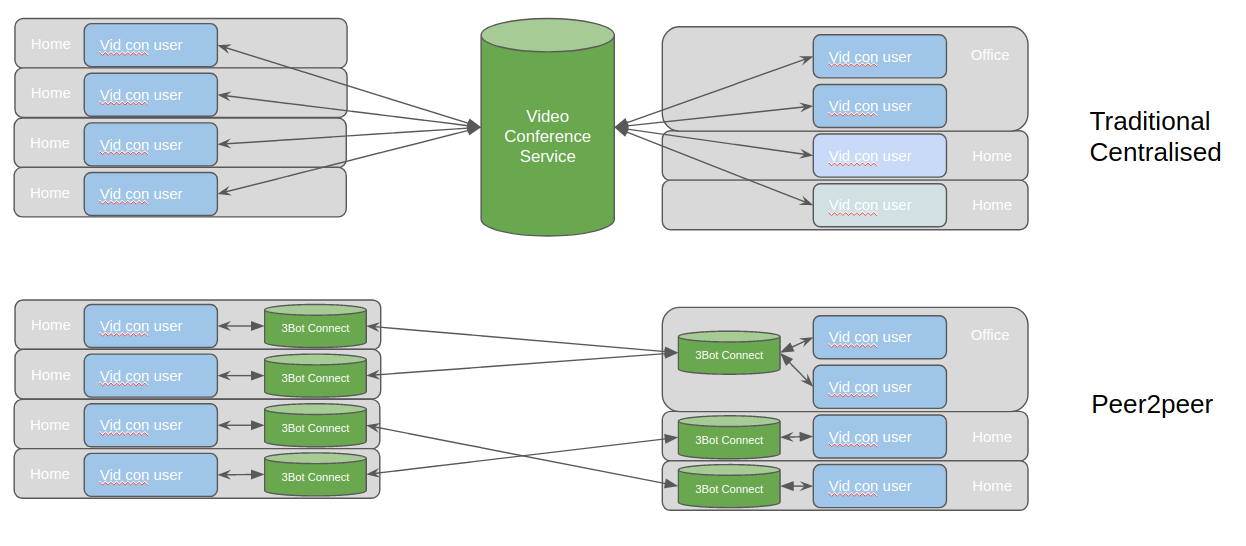 Home Vid con user
Home Vid con user
Home Vid con user
Home Vid con user
Video
Conference
Service
Vid con user Office
Vid con user
Vid con user Home
Vid con user Home
Traditional
Centralised
Home Vid con user 3Bot Connect
Home Vid con user 3Bot Connect
Home Vid con user 3Bot Connect
Home Vid con user 3Bot Connect
3Bot Connect
Vid con user Office
Vid con user
3Bot Connect Vid con user Home
3Bot Connect Vid con user Home
Peer2peer